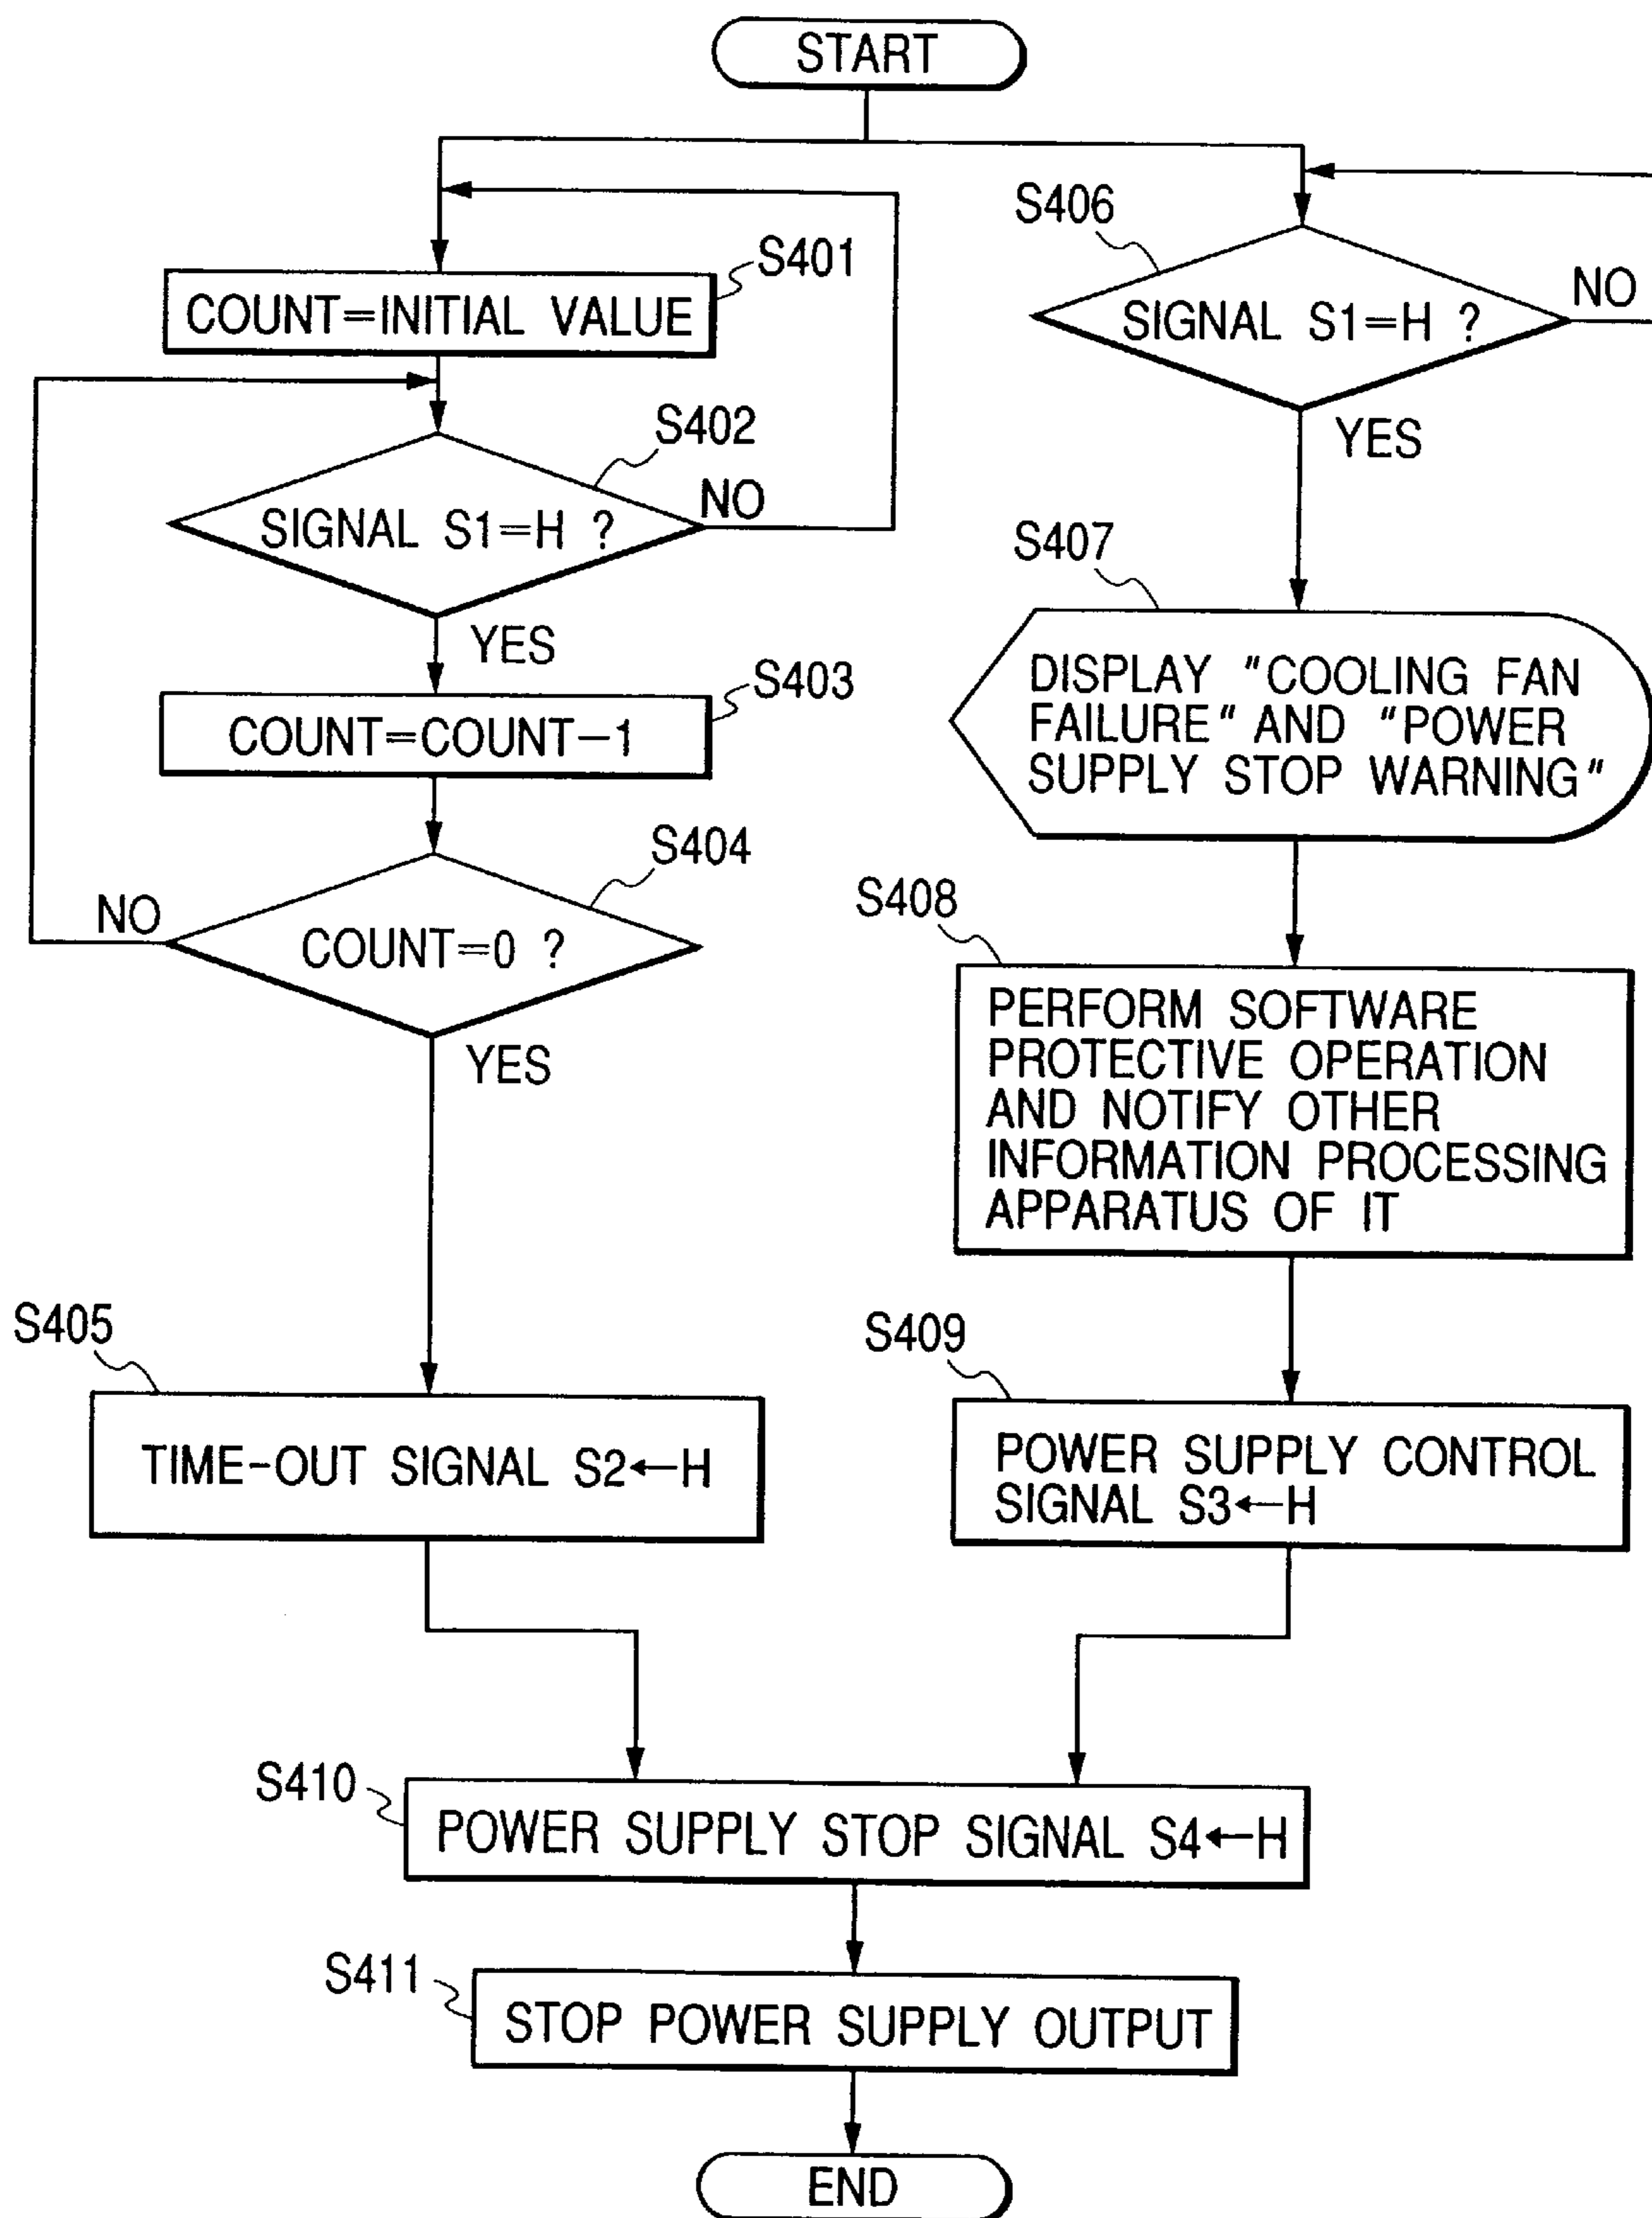 START
S401
COUNT=INITIAL VALUE
S402
SIGNAL S1=H ?
NO
YES
S403
COUNT=COUNT-1
S404
COUNT=0 ?
NO
YES
S405
TIME-OUT SIGNAL S2←H
S406
SIGNAL S1=H ?
NO
YES
S407
DISPLAY "COOLING FAN
FAILURE" AND "POWER
SUPPLY STOP WARNING"
S408
PERFORM SOFTWARE
PROTECTIVE OPERATION
AND NOTIFY OTHER
INFORMATION PROCESSING
APPARATUS OF IT
S409
POWER SUPPLY CONTROL
SIGNAL S3←H
S410
POWER SUPPLY STOP SIGNAL S4←H
S411
STOP POWER SUPPLY OUTPUT
END